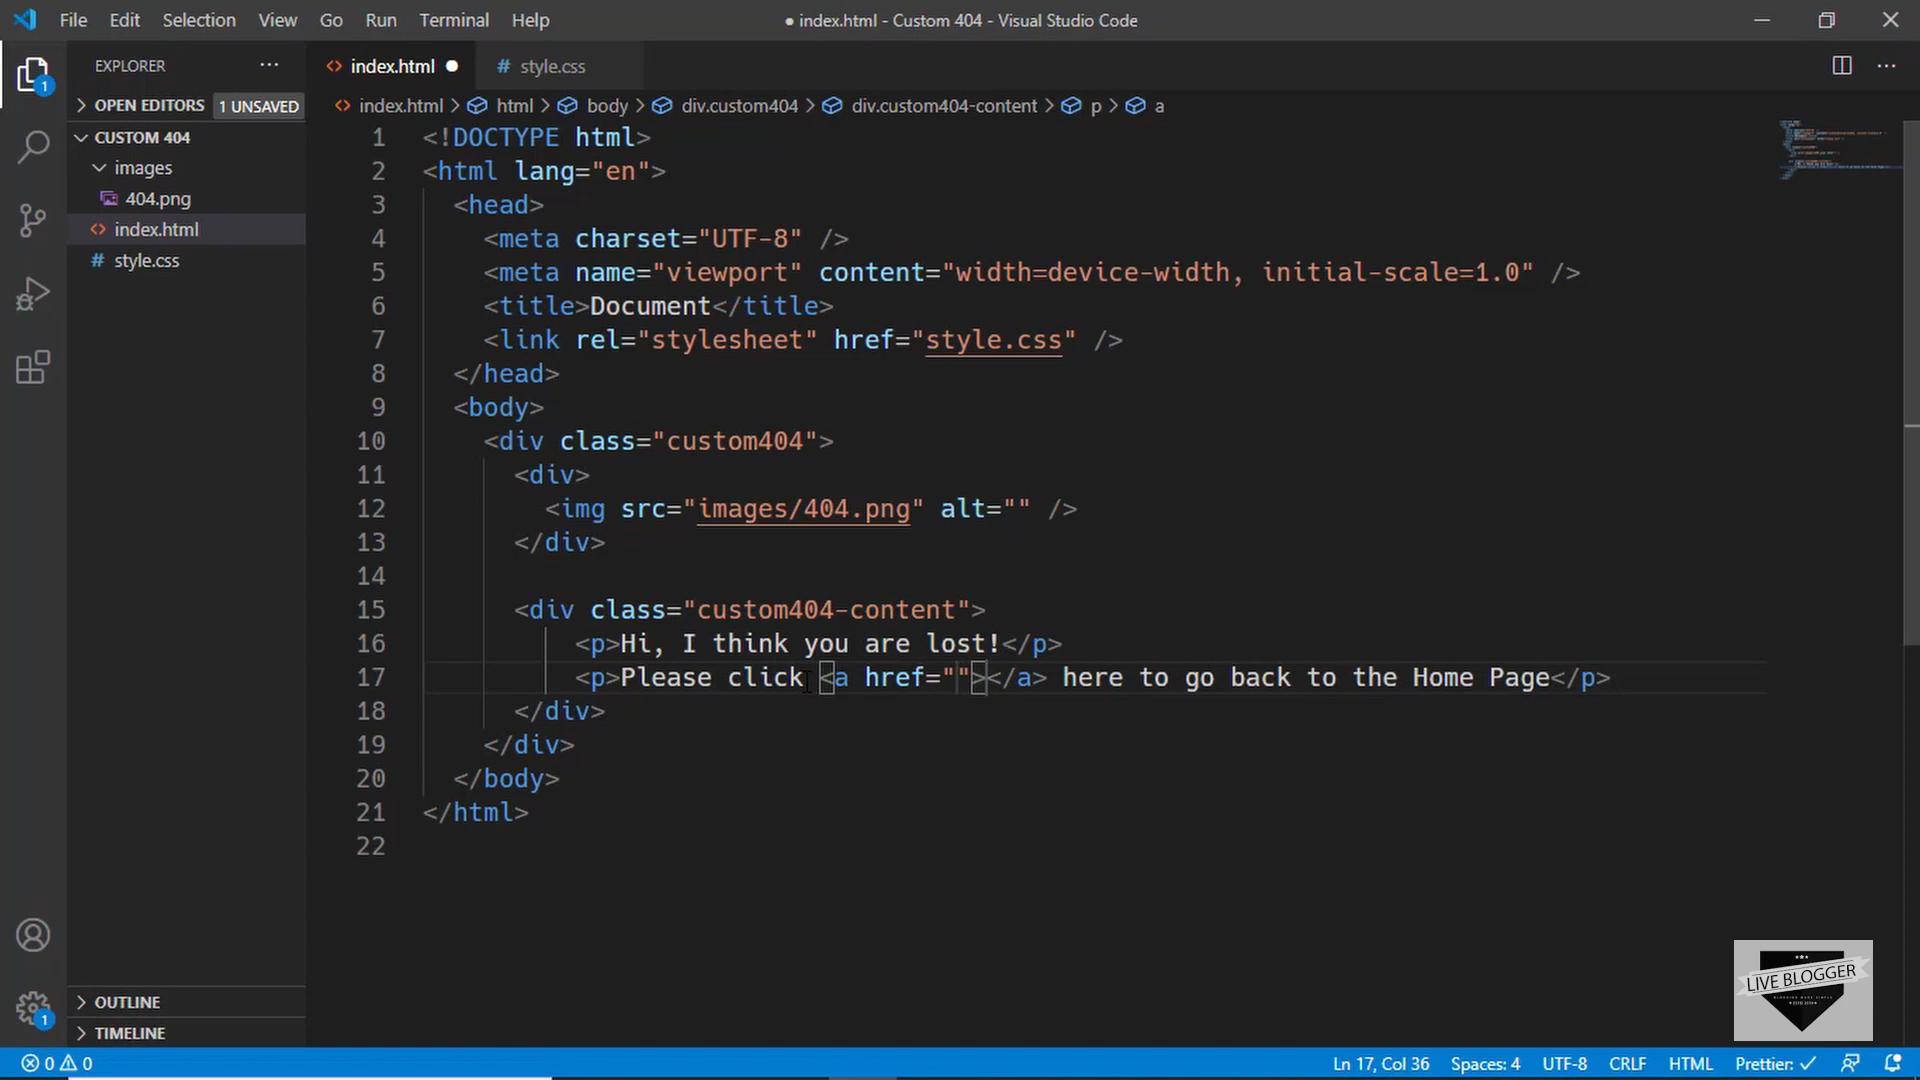 File Edit Selection View Go Run Terminal Help
● index.html - Custom 404 - Visual Studio Code
EXPLORER
OPEN EDITORS 1 UNSAVED
CUSTOM 404
images
404.png
index.html
style.css
OUTLINE
TIMELINE
1
1
index.html ●
# style.css
index.html > html > body > div.custom404 > div.custom404-content > p > a
1 <!DOCTYPE html>
2 <html lang="en">
3 <head>
4 <meta charset="UTF-8" />
5 <meta name="viewport" content="width=device-width, initial-scale=1.0" />
6 <title>Document</title>
7 <link rel="stylesheet" href="style.css" />
8 </head>
9 <body>
10 <div class="custom404">
11 <div>
12 <img src="images/404.png" alt="" />
13 </div>
14
15 <div class="custom404-content">
16 <p>Hi, I think you are lost!</p>
17 <p>Please click <a href=""></a> here to go back to the Home Page</p>
18 </div>
19 </div>
20 </body>
21 </html>
22
LIVE BLOGGER
0 0
Ln 17, Col 36 Spaces: 4 UTF-8 CRLF HTML Prettier: ✓